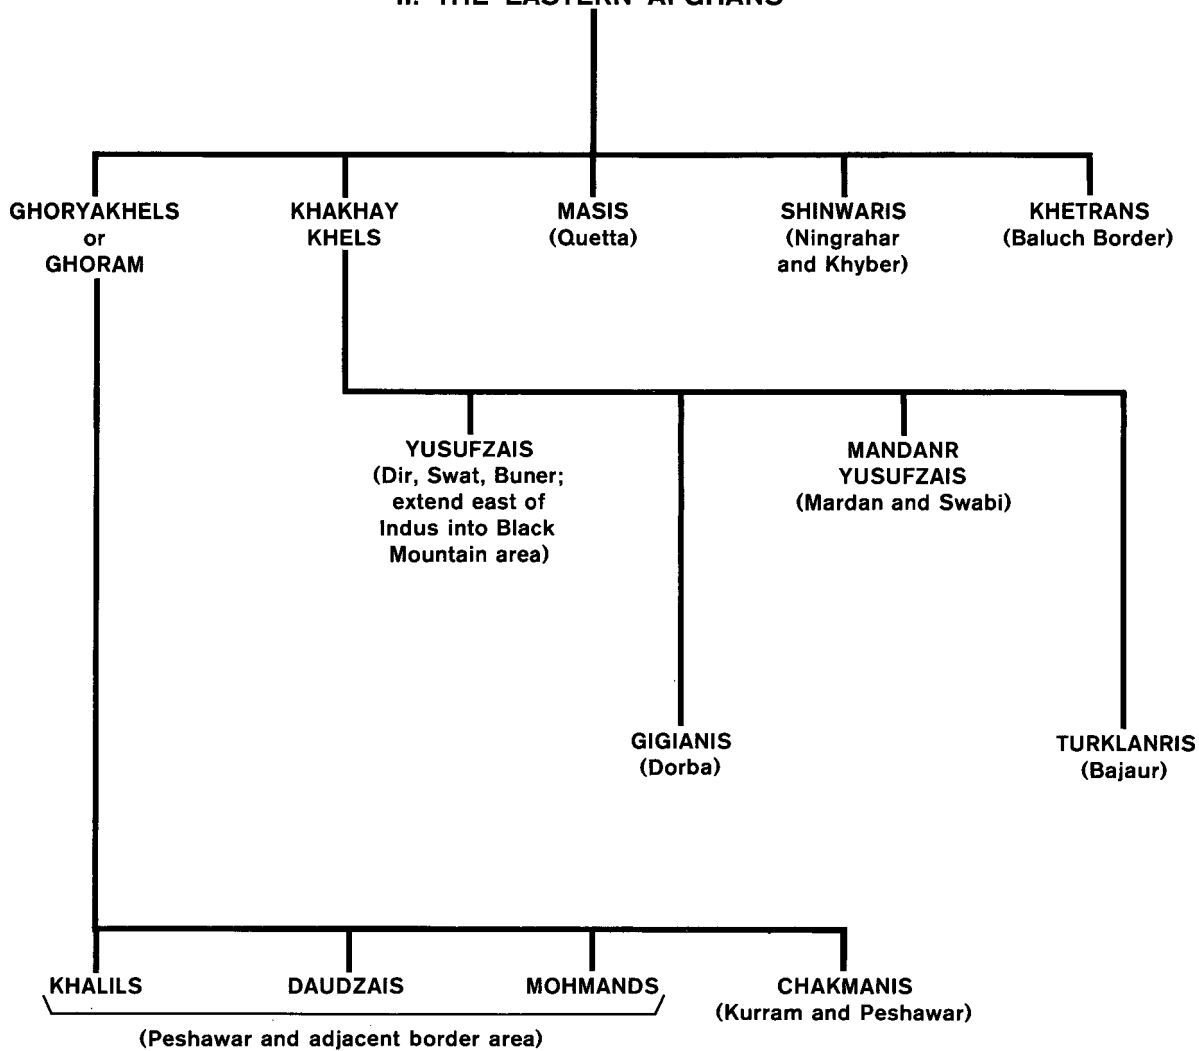 II. THE EASTERN AFGHANS
GHORYAKHELS
or
GHORAM
KHAKHAY
KHELS
MASIS
(Quetta)
SHINWARIS
(Ningrahar
and Khyber)
KHETRANS
(Baluch Border)
YUSUFZAIS
(Dir, Swat, Buner;
extend east of
Indus into Black
Mountain area)
MANDANR
YUSUFZAIS
(Mardan and Swabi)
GIGIANIS
(Dorba)
TURKLANRIS
(Bajaur)
KHALILS
DAUDZAIS
MOHMANDS
(Peshawar and adjacent border area)
CHAKMANIS
(Kurram and Peshawar)